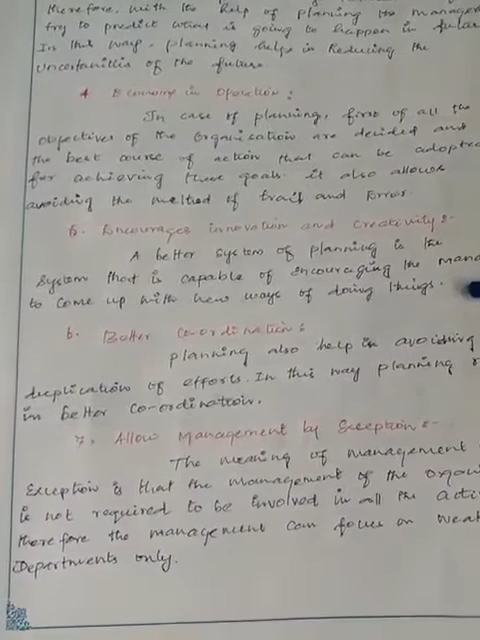 therefore, with the help of planning the manage
try to predict what is going to happen in futur
In this way, planning helps in Reducing the
Uncertanitis of the future.
4 Economy in Operation:
In case of planning, first of all the
objectives of the Organisation are decided and
the best course of action that can be adopted
for achieving these goals. it also allows
avoiding the method of trail and Error.
5. Encourages innovation and Creativity :-
A better system of planning is the
System that is capable of encouraging the mana
to come up with new ways of doing things.
6. Better co-ordination :
planning also help in avoiding
duplication of efforts. In this way planning r
in better co-ordination.
7. Allow Management by Exception :-
The meaning of management
Exception is that the management of the Organi
is not required to be involved in all the acti
therefore the management can focus on weak
Departments only.